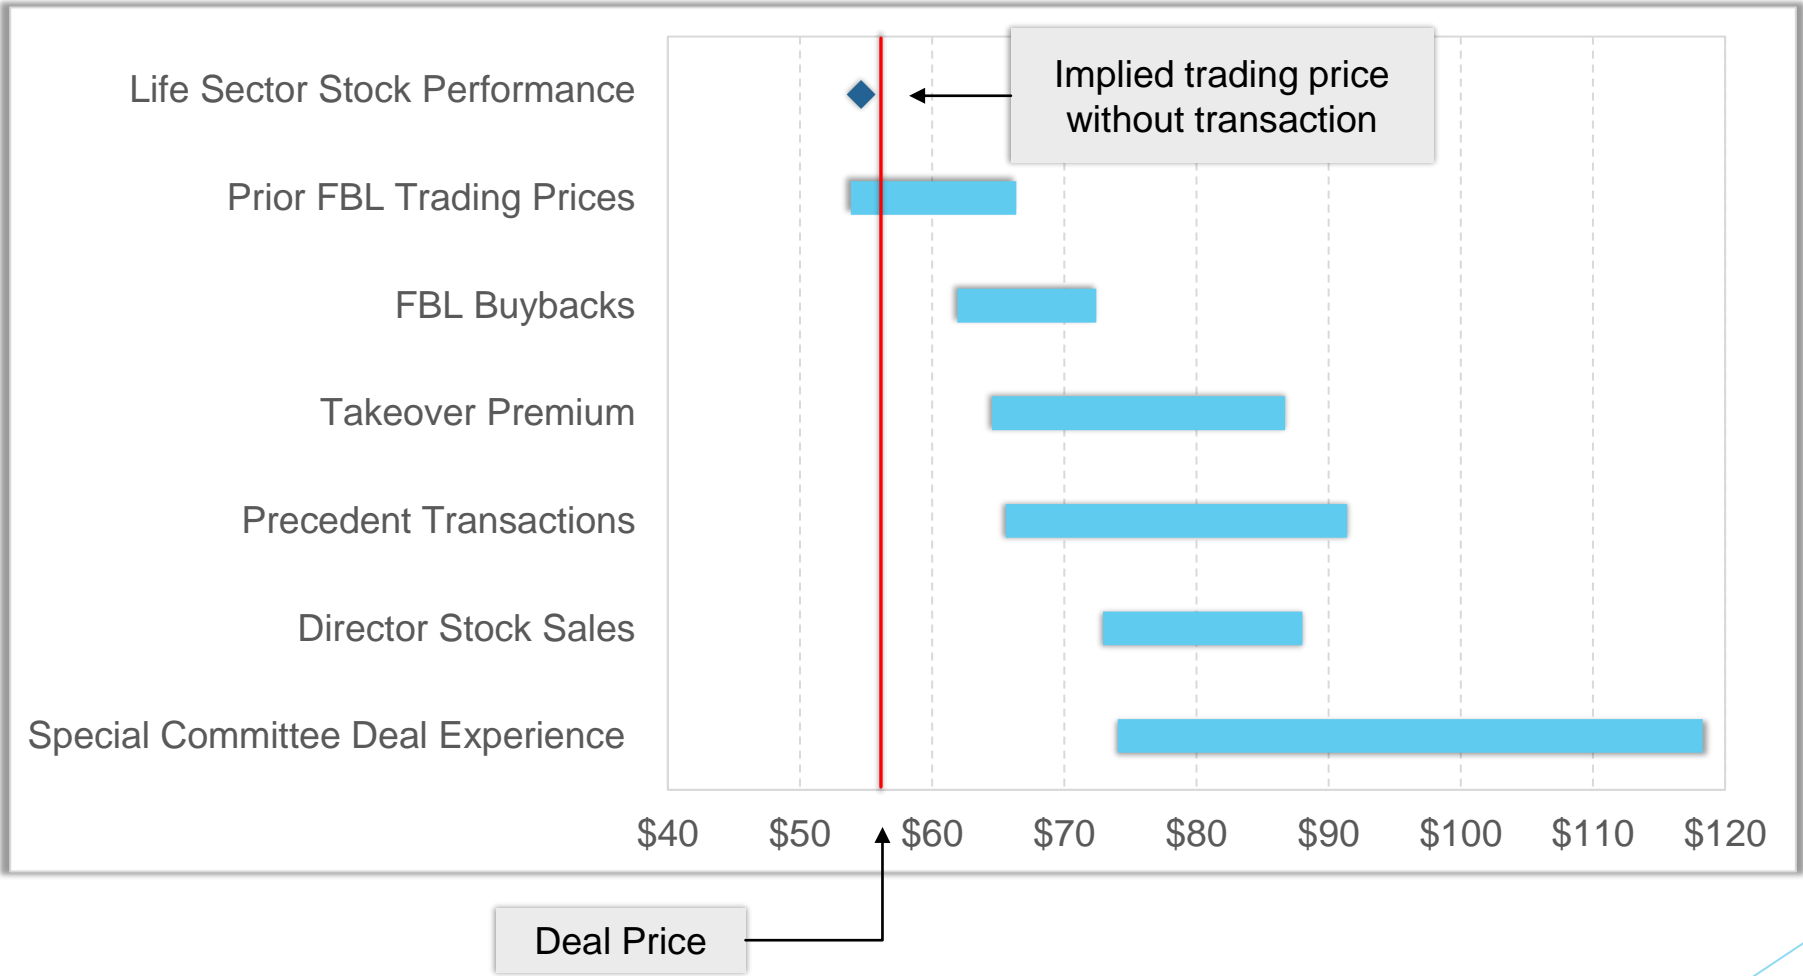 Life Sector Stock Performance
Implied trading price
without transaction
Prior FBL Trading Prices
FBL Buybacks
Takeover Premium
Precedent Transactions
Director Stock Sales
Special Committee Deal Experience
$40 $50 $60 $70 $80 $90 $100 $110 $120
Deal Price